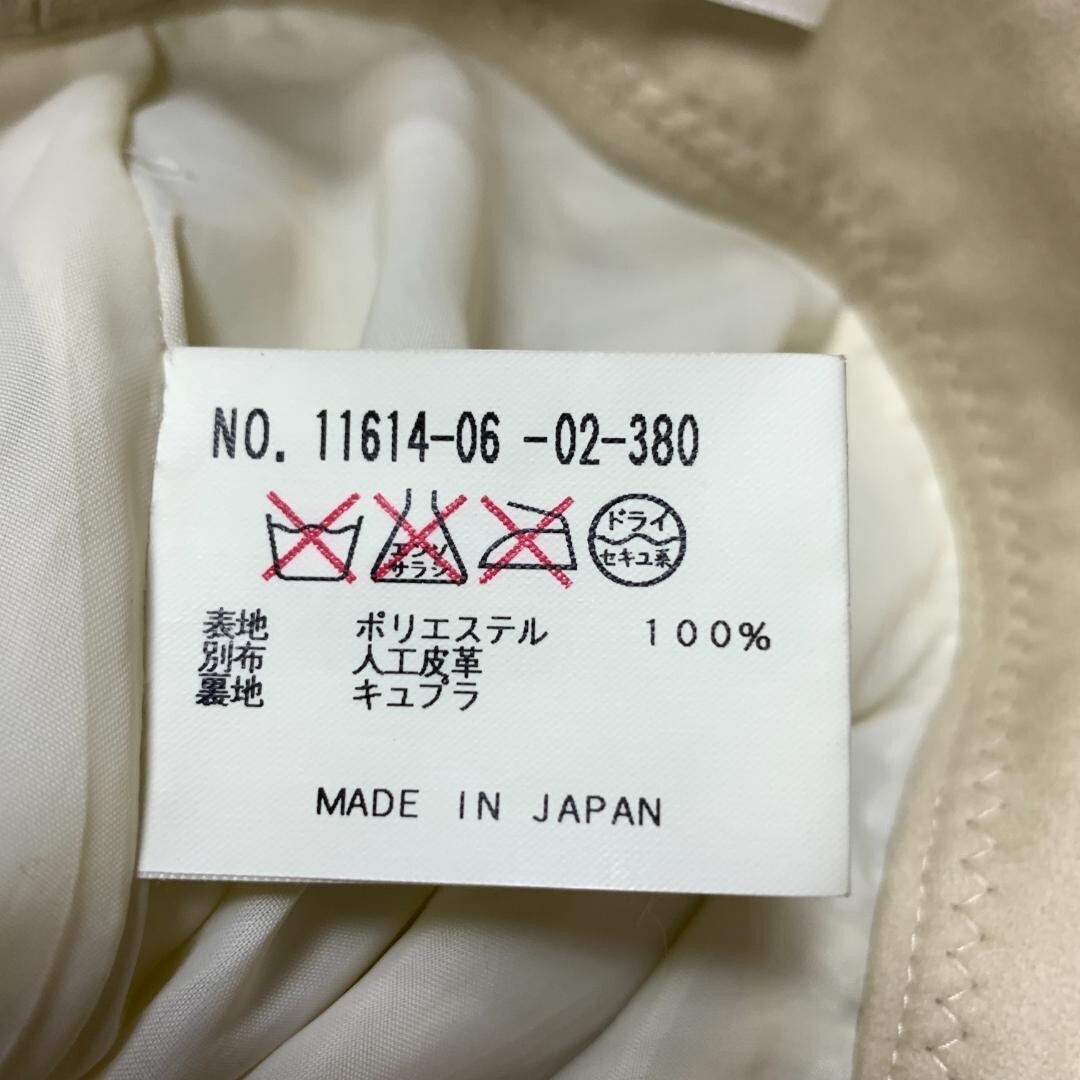 NO. 11614-06 -02-380
エンソ
サラシ
ドライ
セキユ系
表地 ポリエステル 100%
別布 人工皮革
裏地 キュプラ
MADE IN JAPAN